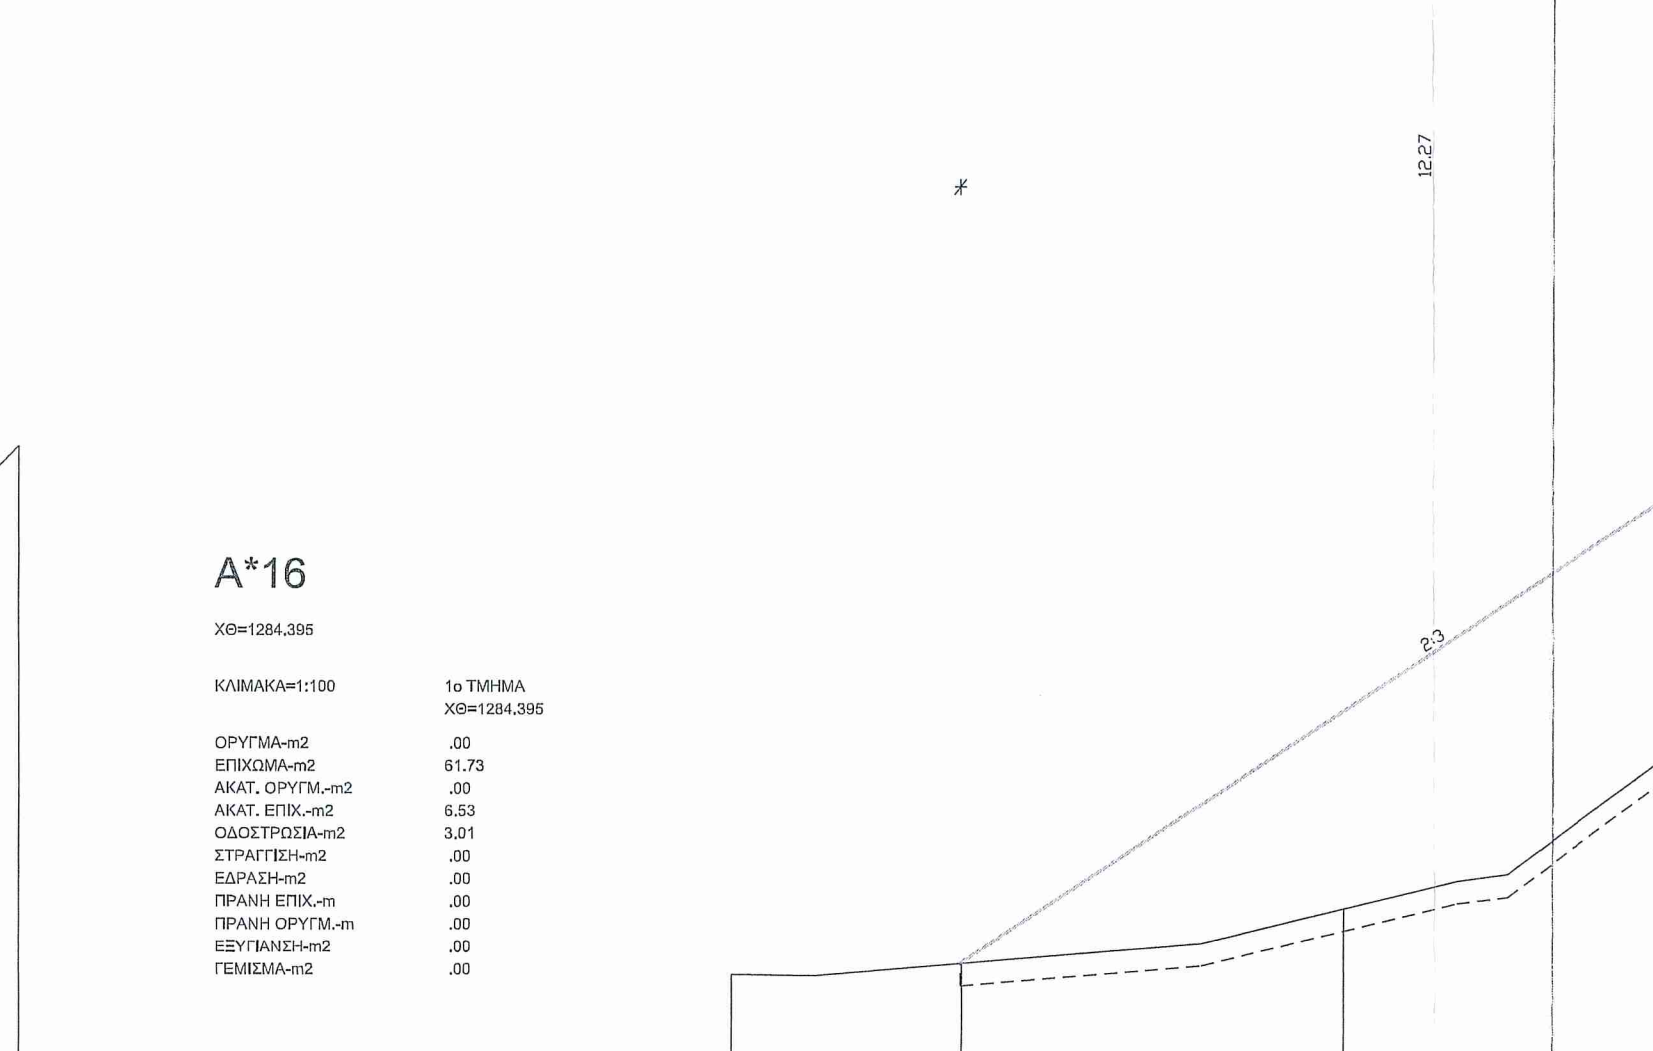 12.27
2:3
A*16
ΧΘ=1284.395
ΚΛΙΜΑΚΑ=1:100 1ο ΤΜΗΜΑ
ΧΘ=1284.395
ΟΡΥΓΜΑ-m2 .00
ΕΠΙΧΩΜΑ-m2 61.73
ΑΚΑΤ. ΟΡΥΓΜ.-m2 .00
ΑΚΑΤ. ΕΠΙΧ.-m2 6.53
ΟΔΟΣΤΡΩΣΙΑ-m2 3.01
ΣΤΡΑΓΓΙΣΗ-m2 .00
ΕΔΡΑΣΗ-m2 .00
ΠΡΑΝΗ ΕΠΙΧ.-m .00
ΠΡΑΝΗ ΟΡΥΓΜ.-m .00
ΕΞΥΓΙΑΝΣΗ-m2 .00
ΓΕΜΙΣΜΑ-m2 .00